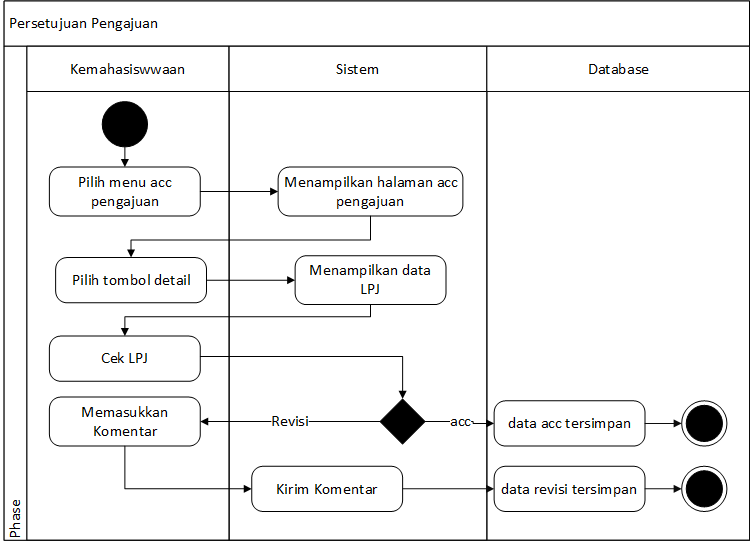 Persetujuan Pengajuan
Kemahasiswwaan
Sistem
Database
Pilih menu acc
pengajuan
Menampilkan halaman acc
pengajuan
Pilih tombol detail
Menampilkan data
LPJ
Cek LPJ
Memasukkan
Komentar
Revisi
acc
data acc tersimpan
Kirim Komentar
data revisi tersimpan
Phase